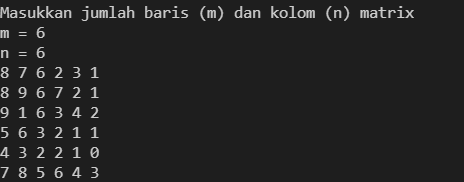 Masukkan jumlah baris (m) dan kolom (n) matrix
m = 6
n = 6
8 7 6 2 3 1
8 9 6 7 2 1
9 1 6 3 4 2
5 6 3 2 1 1
4 3 2 2 1 0
7 8 5 6 4 3